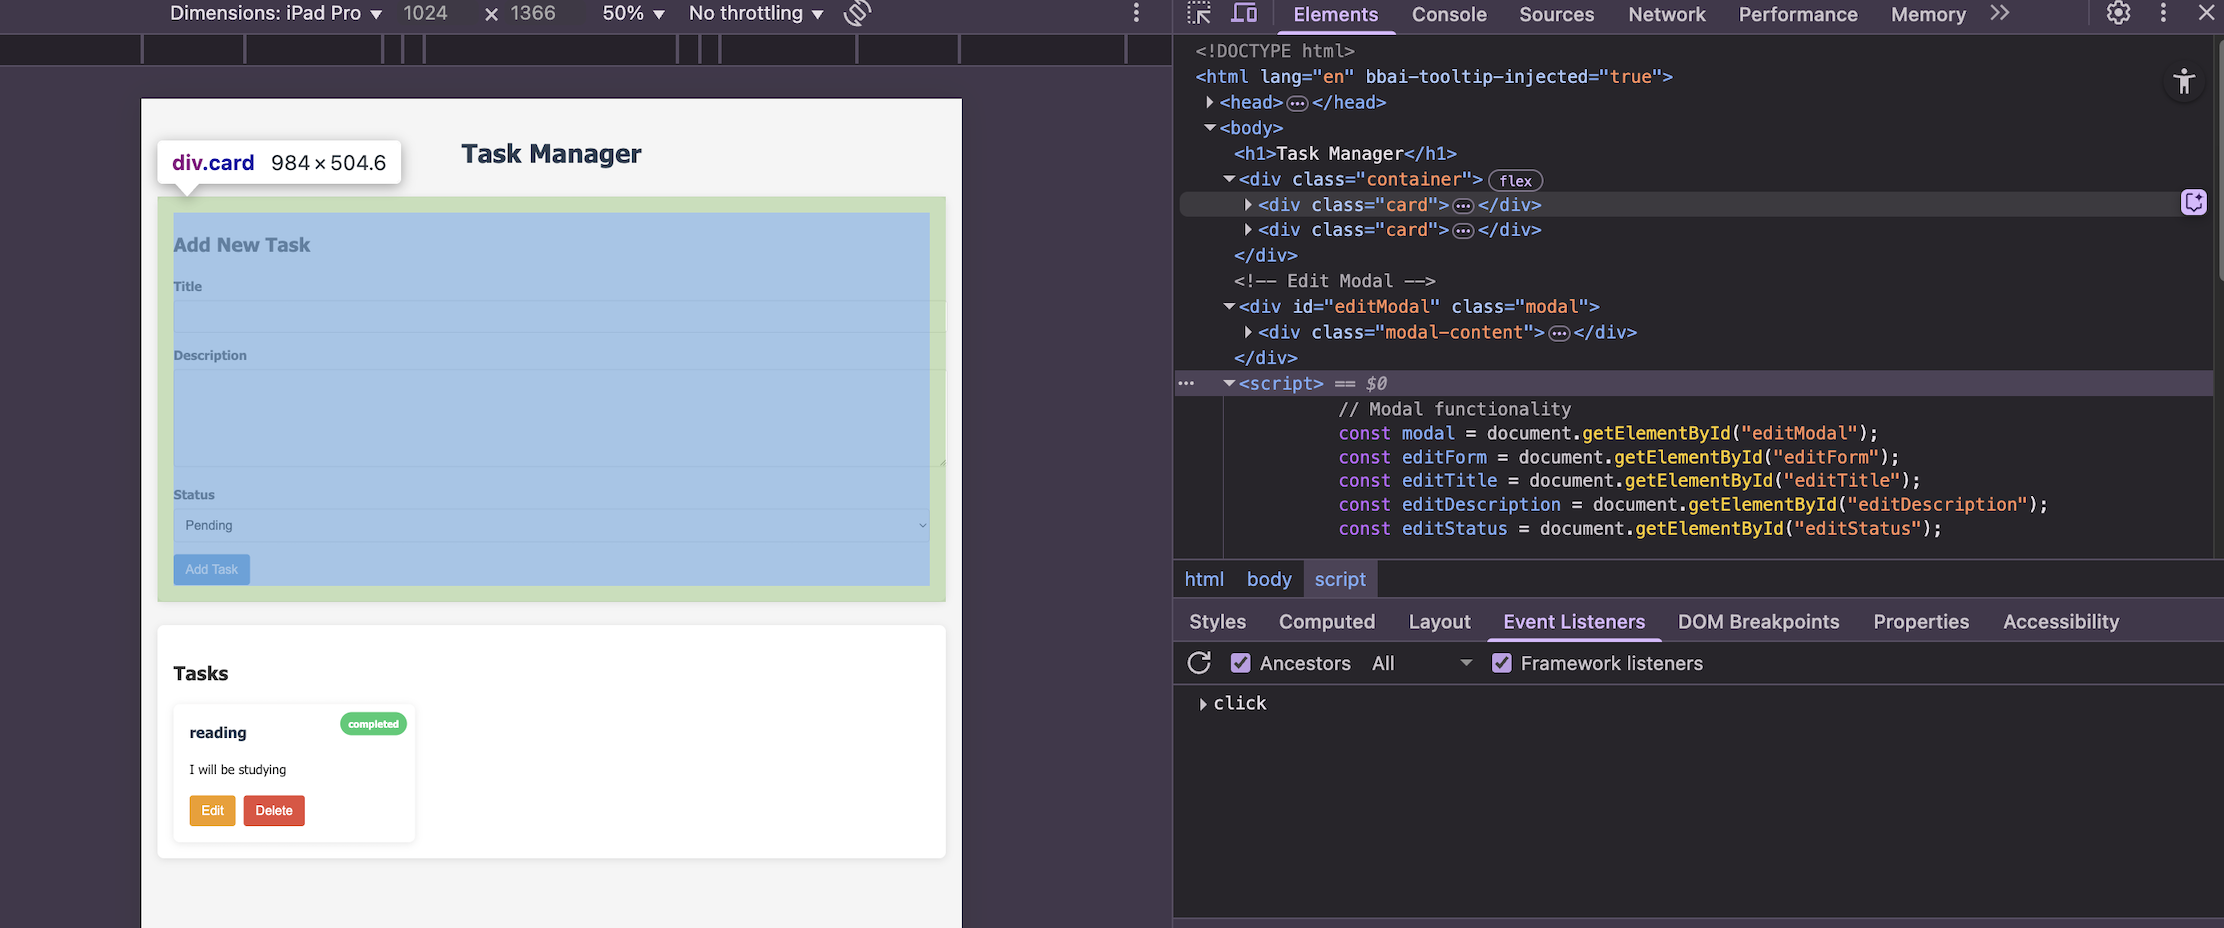 Dimensions: iPad Pro ▼ 1024 × 1366 50% ▼ No throttling ▼
Elements Console Sources Network Performance Memory
div.card 984 × 504.6
Task Manager
Add New Task
Title
Description
Status
Pending
Add Task
Tasks
reading
completed
I will be studying
Edit Delete
<!DOCTYPE html>
<html lang="en" bbai-tooltip-injected="true">
<head>…</head>
<body>
<h1>Task Manager</h1>
<div class="container"> flex
<div class="card">…</div>
<div class="card">…</div>
</div>
<!-- Edit Modal -->
<div id="editModal" class="modal">
<div class="modal-content">…</div>
</div>
… <script> == $0
// Modal functionality
const modal = document.getElementById("editModal");
const editForm = document.getElementById("editForm");
const editTitle = document.getElementById("editTitle");
const editDescription = document.getElementById("editDescription");
const editStatus = document.getElementById("editStatus");
html body script
Styles Computed Layout Event Listeners DOM Breakpoints Properties Accessibility
Ancestors All Framework listeners
click